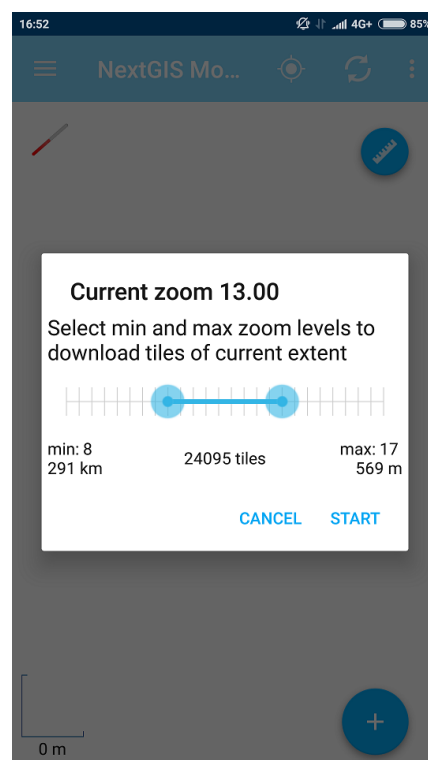 16:52 4G+ 85%
NextGIS Mo...
Current zoom 13.00
Select min and max zoom levels to
download tiles of current extent
min: 8
291 km
24095 tiles
max: 17
569 m
CANCEL START
0 m